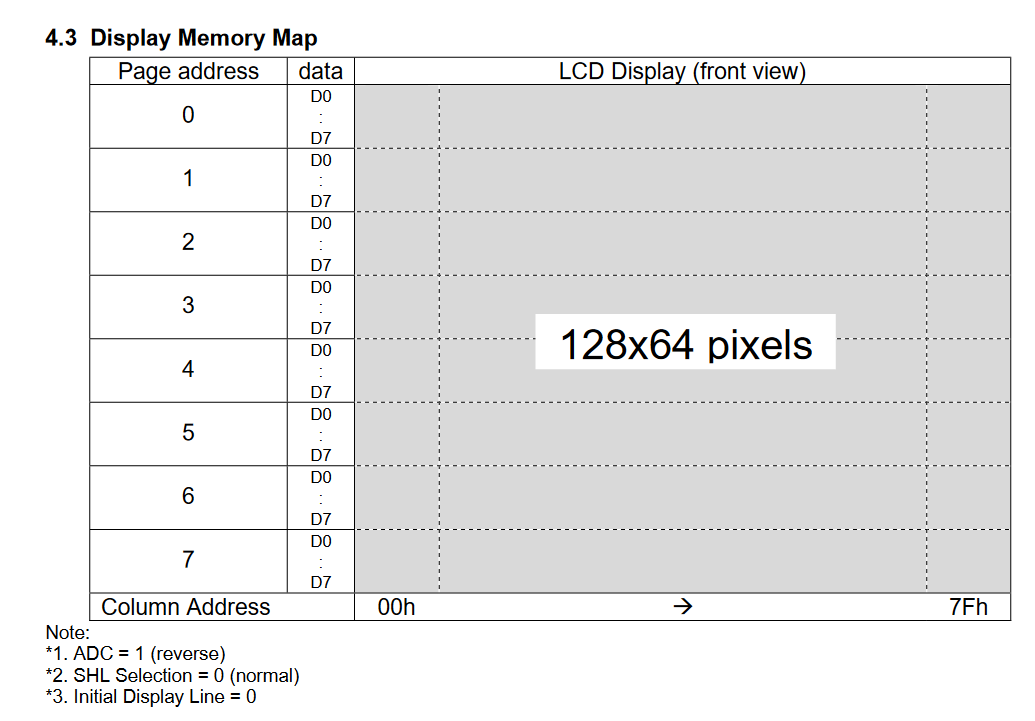 4.3 Display Memory Map
Page address data LCD Display (front view)
D0
0 :
D7
D0
1 :
D7
D0
2 :
D7
D0
3 :
D7
128x64 pixels
D0
4 :
D7
D0
5 :
D7
D0
6 :
D7
D0
7 :
D7
Column Address 00h → 7Fh
Note:
*1. ADC = 1 (reverse)
*2. SHL Selection = 0 (normal)
*3. Initial Display Line = 0